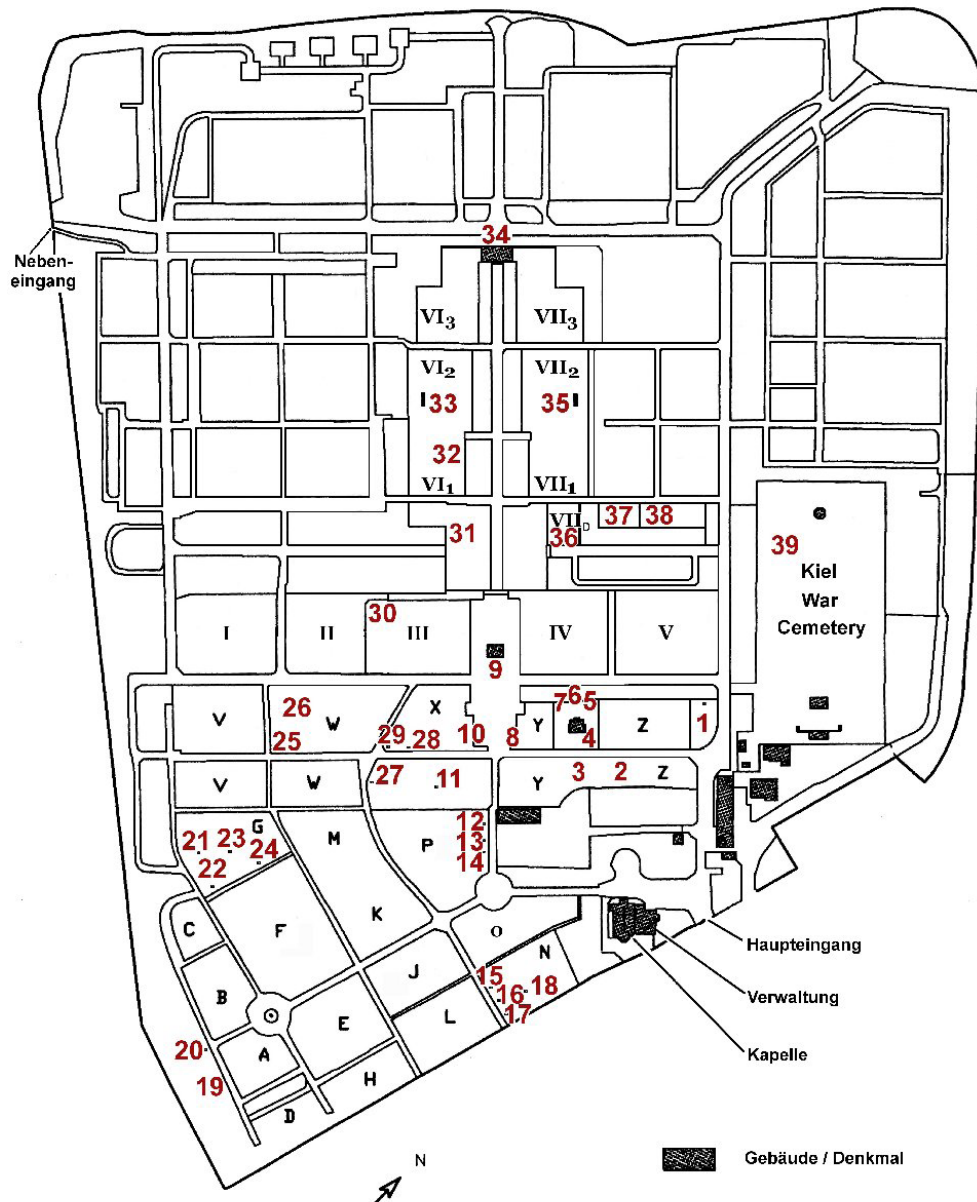 34
Neben-
eingang
VI3
VII3
VI2
VII2
33
35
32
VI1
VII1
31
VII
D
36
37
38
39
Kiel
War
Cemetery
30
I
II
III
IV
V
9
26
V
W
X
6
7
5
25
29
28
10
8
Y
4
Z
1
27
11
3
2
Z
V
W
Y
G
M
12
13
14
P
21
23
24
22
C
F
K
O
N
J
Haupteingang
15
18
16
17
B
E
L
Verwaltung
20
A
19
H
D
Kapelle
N
Gebäude / Denkmal